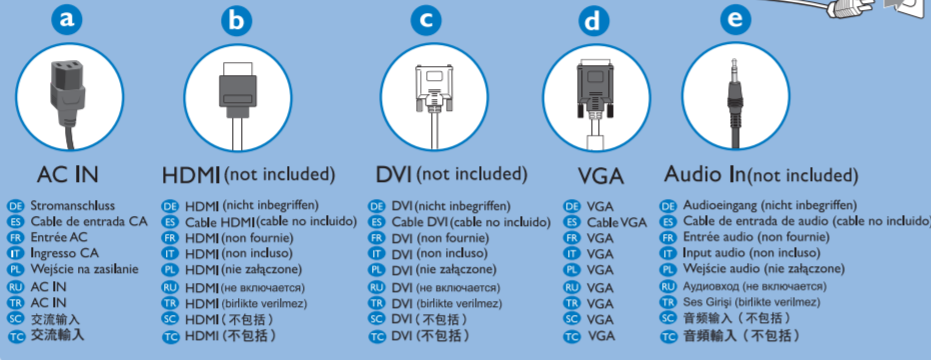 a
b
c
d
e
AC IN
DE Stromanschluss
ES Cable de entrada CA
FR Entrée AC
IT Ingresso CA
PL Wejście na zasilanie
RU AC IN
TR AC IN
SC 交流输入
TC 交流輸入
HDMI (not included)
DE HDMI (nicht inbegriffen)
ES Cable HDMI (cable no incluido)
FR HDMI (non fournie)
IT HDMI (non incluso)
PL HDMI (nie załączone)
RU HDMI (не включается)
TR HDMI (birlikte verilmez)
SC HDMI (不包括)
TC HDMI (不包括)
DVI (not included)
DE DVI (nicht inbegriffen)
ES Cable DVI (cable no incluido)
FR DVI (non fournie)
IT DVI (non incluso)
PL DVI (nie załączone)
RU DVI (не включается)
TR DVI (birlikte verilmez)
SC DVI (不包括)
TC DVI (不包括)
VGA
DE VGA
ES Cable VGA
FR VGA
IT VGA
PL VGA
RU VGA
TR VGA
SC VGA
TC VGA
Audio In(not included)
DE Audioeingang (nicht inbegriffen)
ES Cable de entrada de audio (cable no incluido)
FR Entrée audio (non fournie)
IT Input audio (non incluso)
PL Wejście audio (nie załączone)
RU Аудиовход (не включается)
TR Ses Girişi (birlikte verilmez)
SC 音频输入 (不包括)
TC 音頻輸入 (不包括)